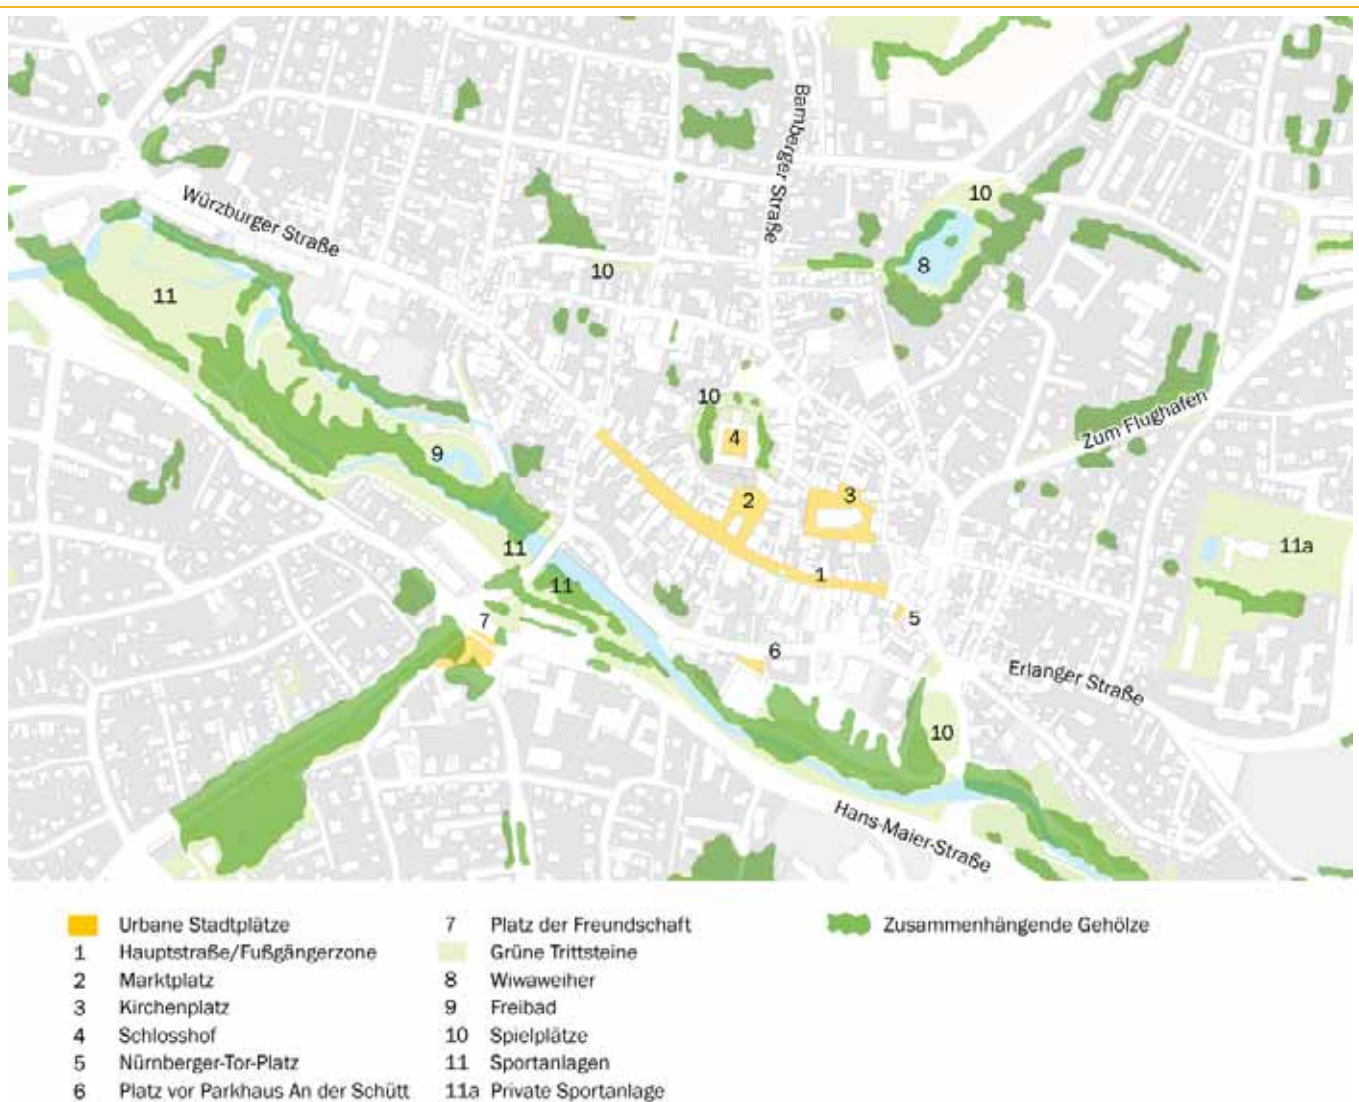 Bamberger Straße
10
Würzburger Straße
8
10
11
10
Zum Flughafen
4
9
3
2
11a
11
1
11
5
7
6
Erlanger Straße
10
Hans-Maier-Straße
Urbane Stadtplätze
1 Hauptstraße/Fußgängerzone
2 Marktplatz
3 Kirchenplatz
4 Schlosshof
5 Nürnberger-Tor-Platz
6 Platz vor Parkhaus An der Schütt
7 Platz der Freundschaft
Grüne Trittsteine
8 Wiwaweiher
9 Freibad
10 Spielplätze
11 Sportanlagen
11a Private Sportanlage
Zusammenhängende Gehölze